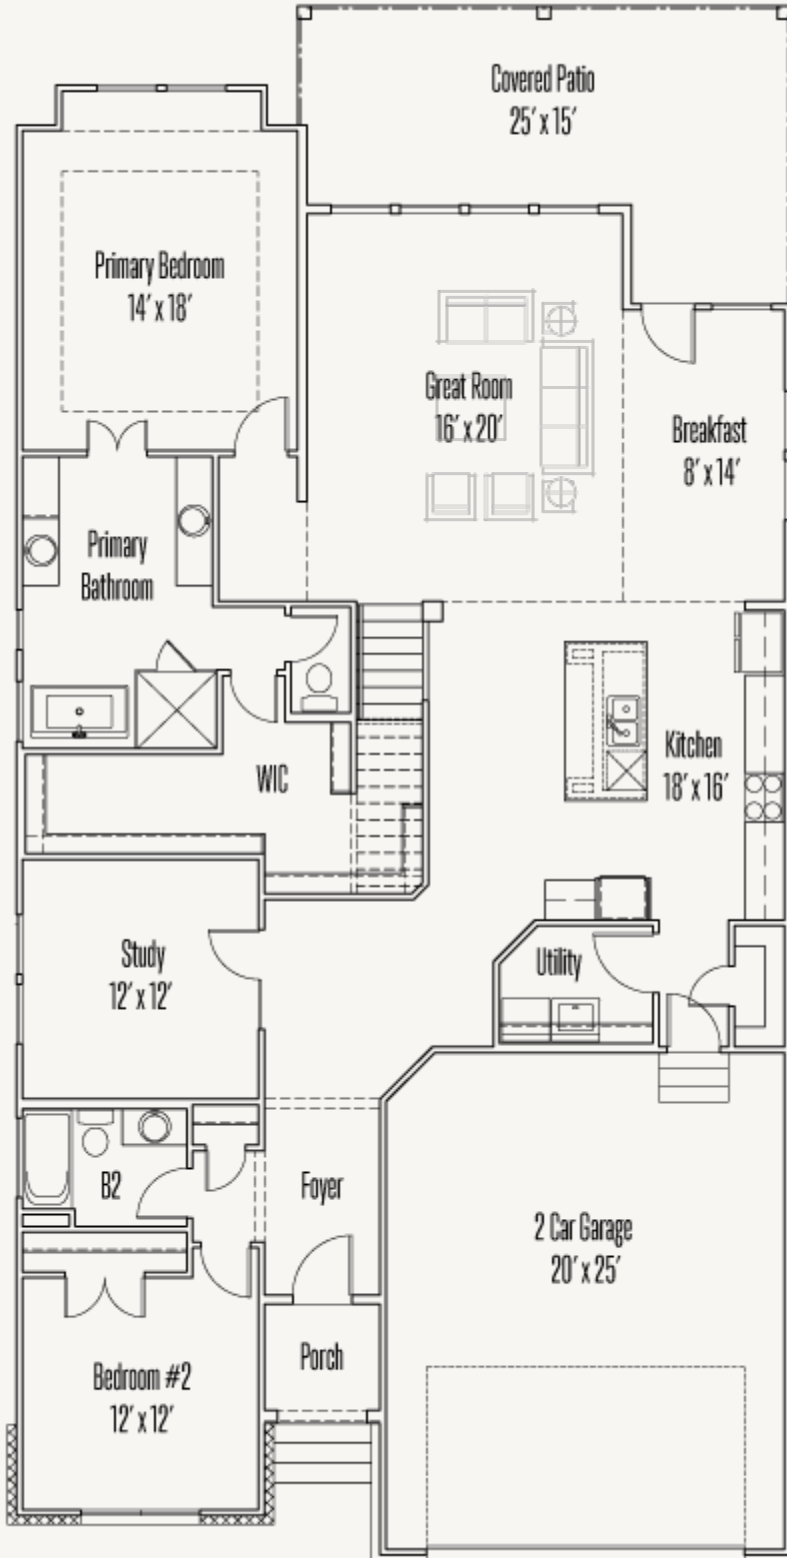 Covered Patio
25' x 15'
Primary Bedroom
14' x 18'
Great Room
16' x 20'
Breakfast
8' x 14'
Primary
Bathroom
Kitchen
18' x 16'
WIC
Study
12' x 12'
Utility
B2
Foyer
2 Car Garage
20' x 25'
Porch
Bedroom #2
12' x 12'